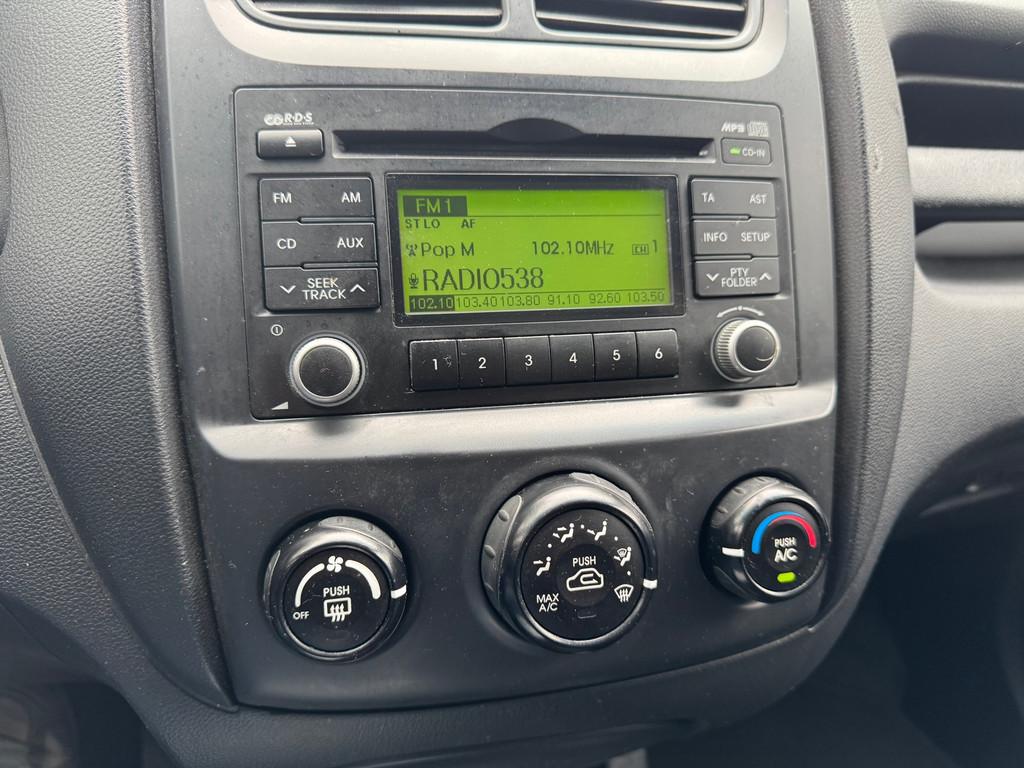 R·D·S
MP3
CD-IN
FM AM
CD AUX
SEEK
TRACK
FM1
ST LO AF
Pop M 102.10MHz CH 1
RADIO538
102.10 103.40 103.80 91.10 92.60 103.50
TA AST
INFO SETUP
PTY
FOLDER
1 2 3 4 5 6
PUSH
OFF
PUSH
MAX
A/C
PUSH
A/C